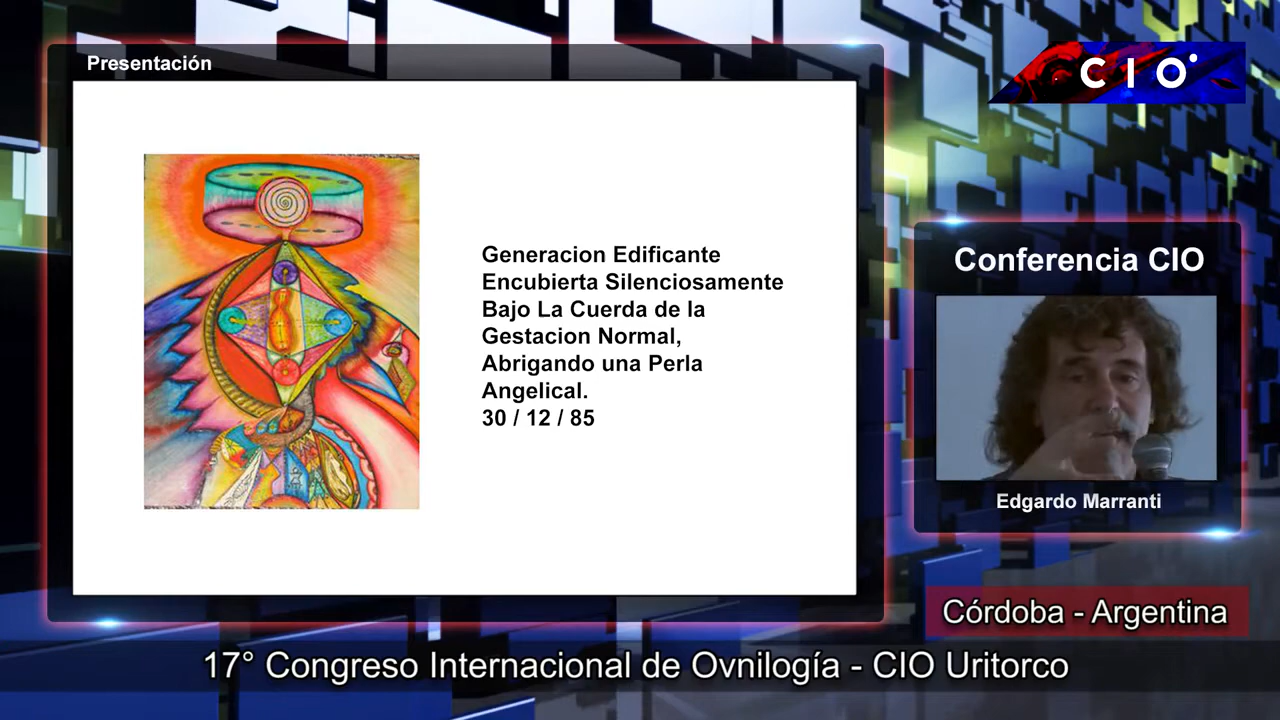 Presentación
CIO
Generacion Edificante
Encubierta Silenciosamente
Bajo La Cuerda de la
Gestacion Normal,
Abrigando una Perla
Angelical.
30 / 12 / 85
Conferencia CIO
Edgardo Marranti
Córdoba - Argentina
17° Congreso Internacional de Ovnilogía - CIO Uritorco